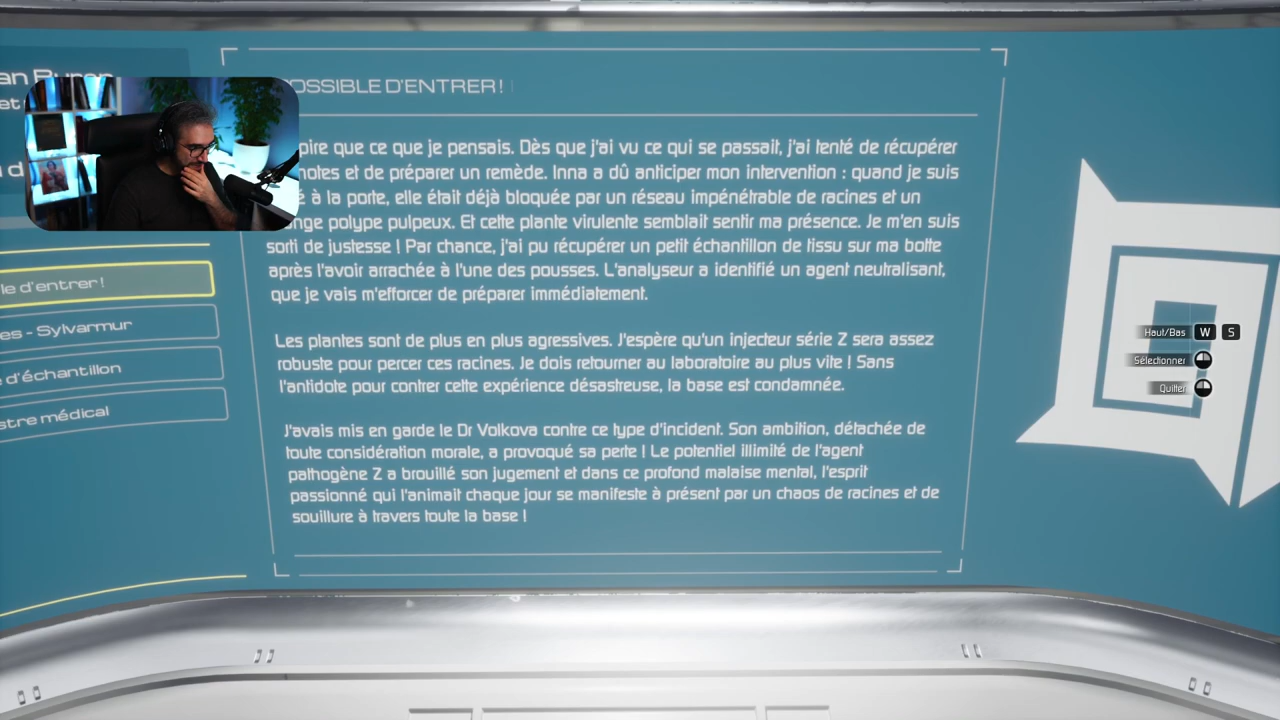 an Byron
et
OSSIBLE D'ENTRER !
oire que ce que je pensais. Dès que j'ai vu ce qui se passait, j'ai tenté de récupérer
notes et de préparer un remède. Inna a dû anticiper mon intervention : quand je suis
é à la porte, elle était déjà bloquée par un réseau impénétrable de racines et un
nge polype pulpeux. Et cette plante virulente semblait sentir ma présence. Je m'en suis
sorti de justesse ! Par chance, j'ai pu récupérer un petit échantillon de tissu sur ma botte
après l'avoir arrachée à l'une des pousses. L'analyseur a identifié un agent neutralisant,
que je vais m'efforcer de préparer immédiatement.
Les plantes sont de plus en plus agressives. J'espère qu'un injecteur série Z sera assez
robuste pour percer ces racines. Je dois retourner au laboratoire au plus vite ! Sans
l'antidote pour contrer cette expérience désastreuse, la base est condamnée.
J'avais mis en garde le Dr Volkova contre ce type d'incident. Son ambition, détachée de
toute considération morale, a provoqué sa perte ! Le potentiel illimité de l'agent
pathogène Z a brouillé son jugement et dans ce profond malaise mental, l'esprit
passionné qui l'animait chaque jour se manifeste à présent par un chaos de racines et de
souillure à travers toute la base !
le d'entrer !
es - Sylvarmur
d'échantillon
stre médical
Haut/Bas W S
Sélectionner
Quitter